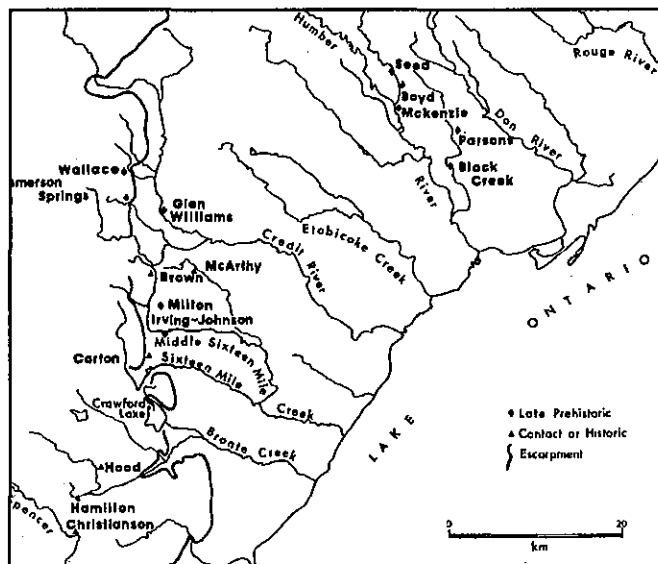 Humber
River
Seed
Boyd
Mckenzie
Parsons
Black
Creek
Don River
Rouge River
Wallace
merson
Springs
Glen
Williams
Etobicoke Creek
Credit River
Brown
McArthy
Milton
Irving-Johnson
Middle Sixteen Mile
Carton
Sixteen Mile
Creek
Crawford
Lake
Bronte Creek
Hood
Hamilton
Christianson
Spencer
LAKE
ONTARIO
Late Prehistoric
Contact or Historic
Escarpment
0 20
km